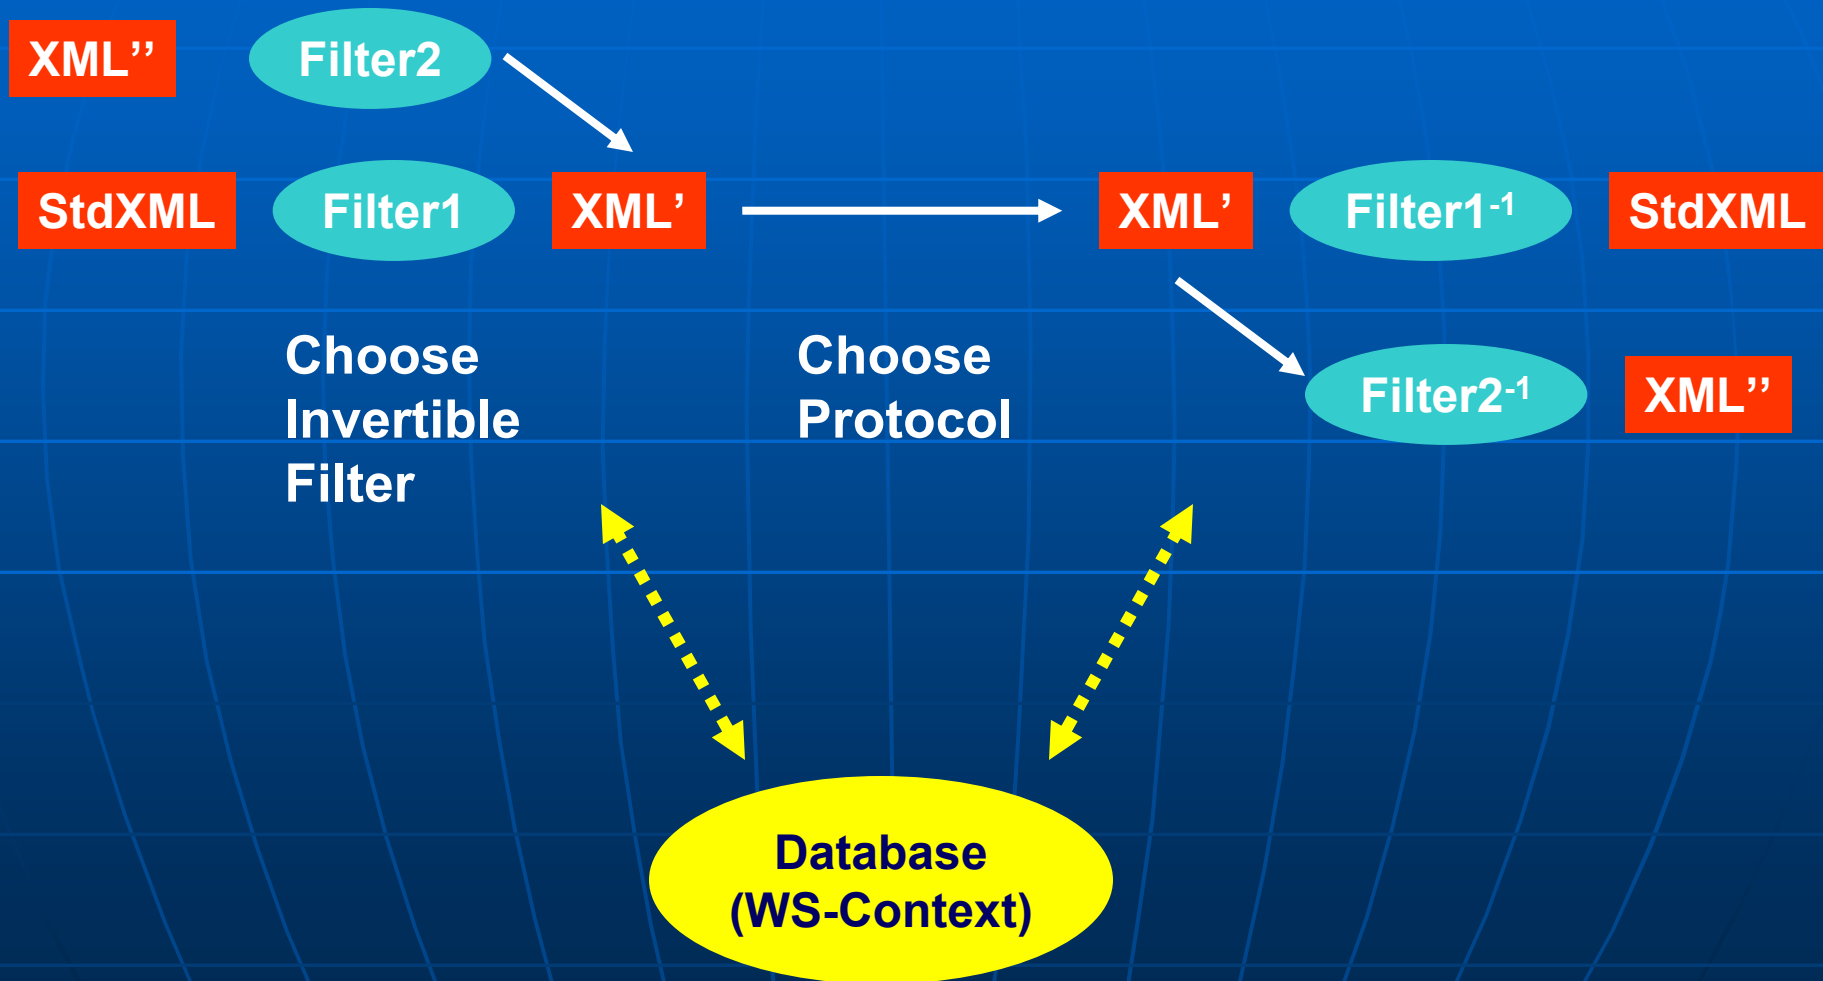 XML’’ Filter2
StdXML Filter1 XML’ XML’ Filter1⁻¹ StdXML
Choose
Invertible
Filter
Choose
Protocol
Filter2⁻¹ XML’’
Database
(WS-Context)